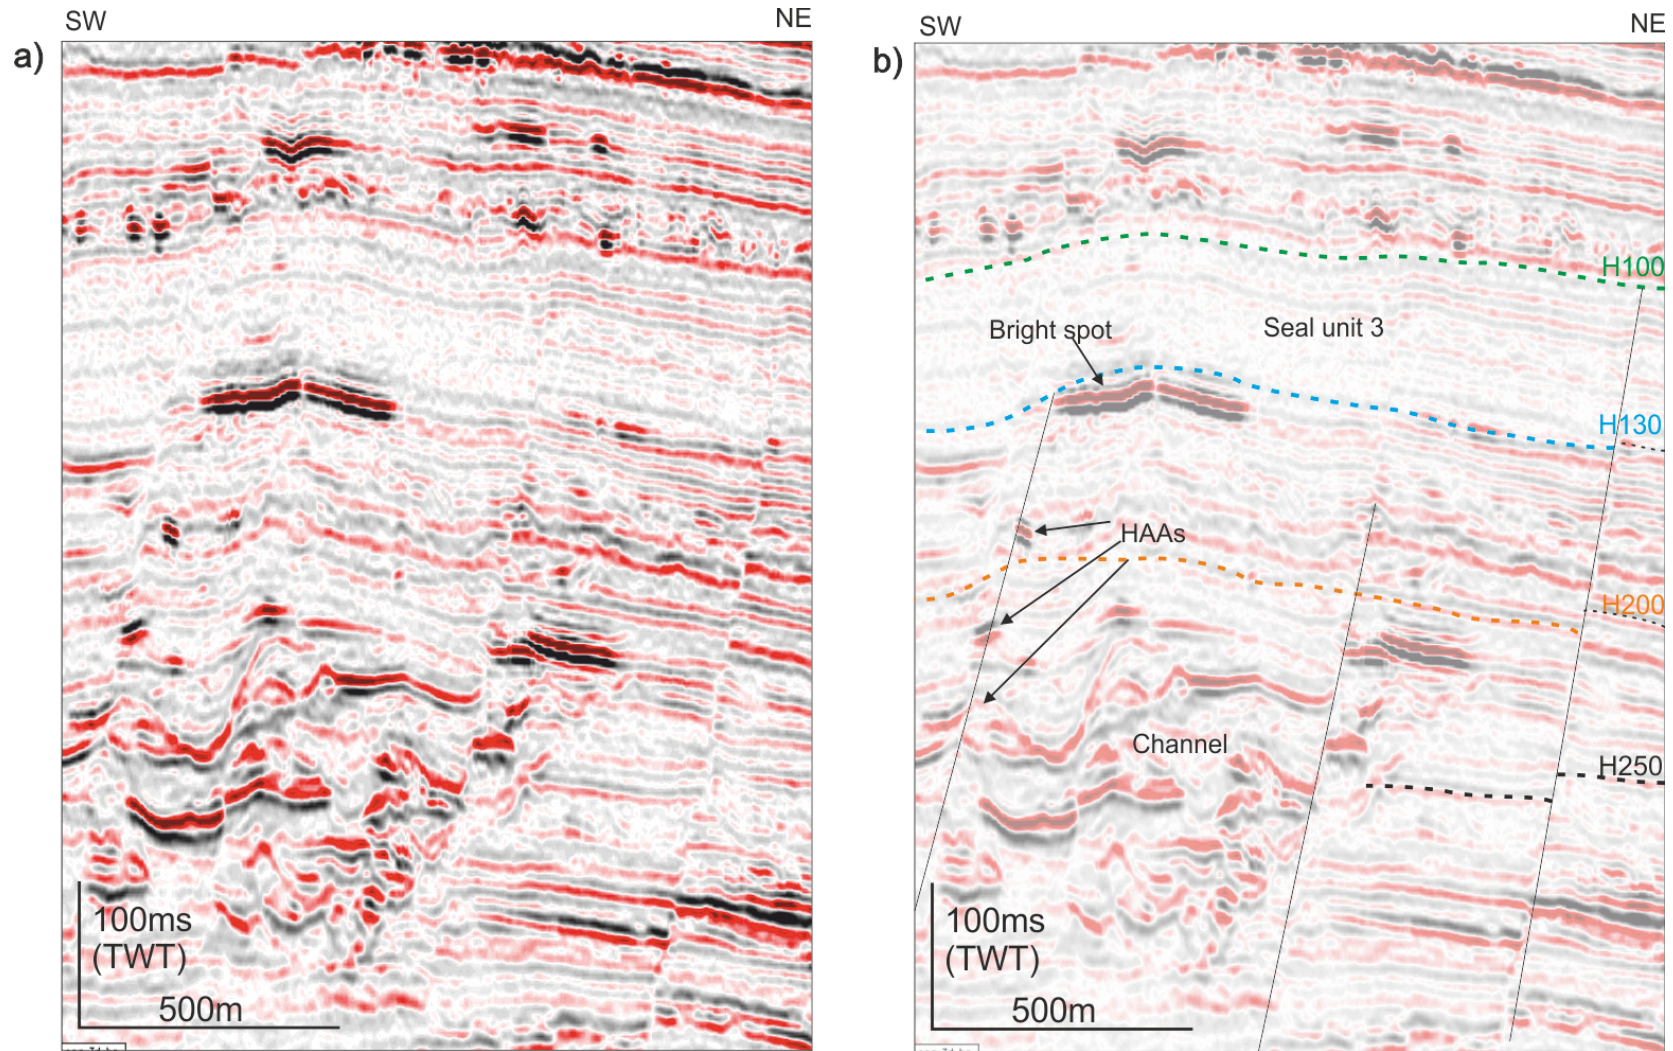 SW
NE
a)
100ms
(TWT)
500m
SW
NE
b)
H100
Bright spot
Seal unit 3
H130
HAAs
H200
Channel
H250
100ms
(TWT)
500m